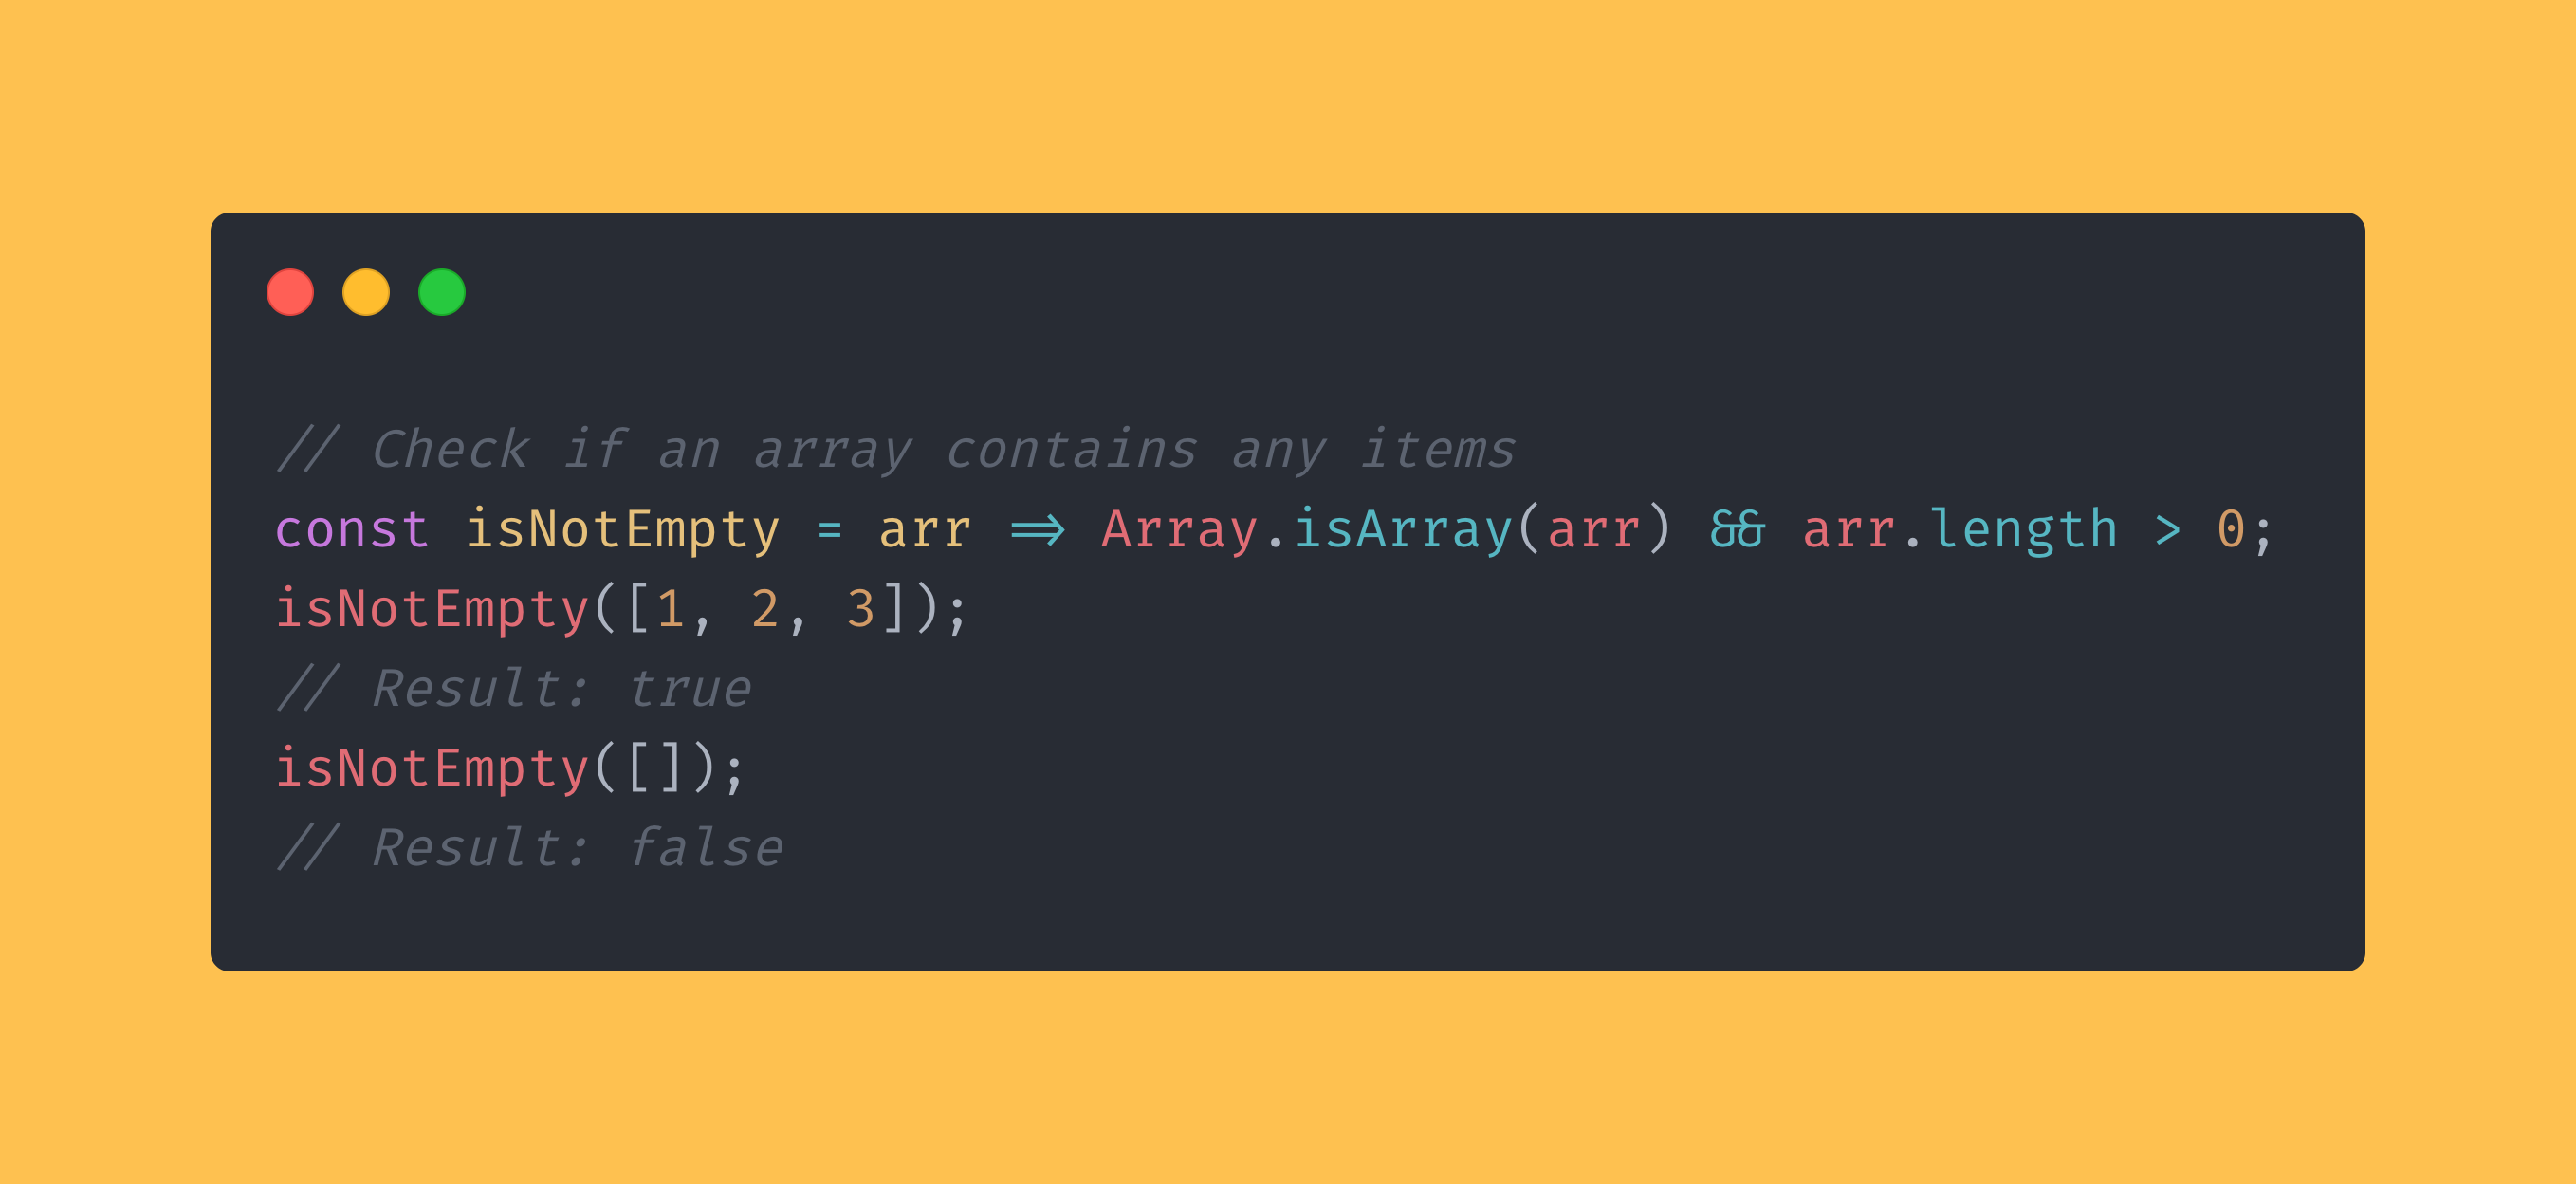 // Check if an array contains any items
const isNotEmpty = arr => Array.isArray(arr) && arr.length > 0;
isNotEmpty([1, 2, 3]);
// Result: true
isNotEmpty([]);
// Result: false